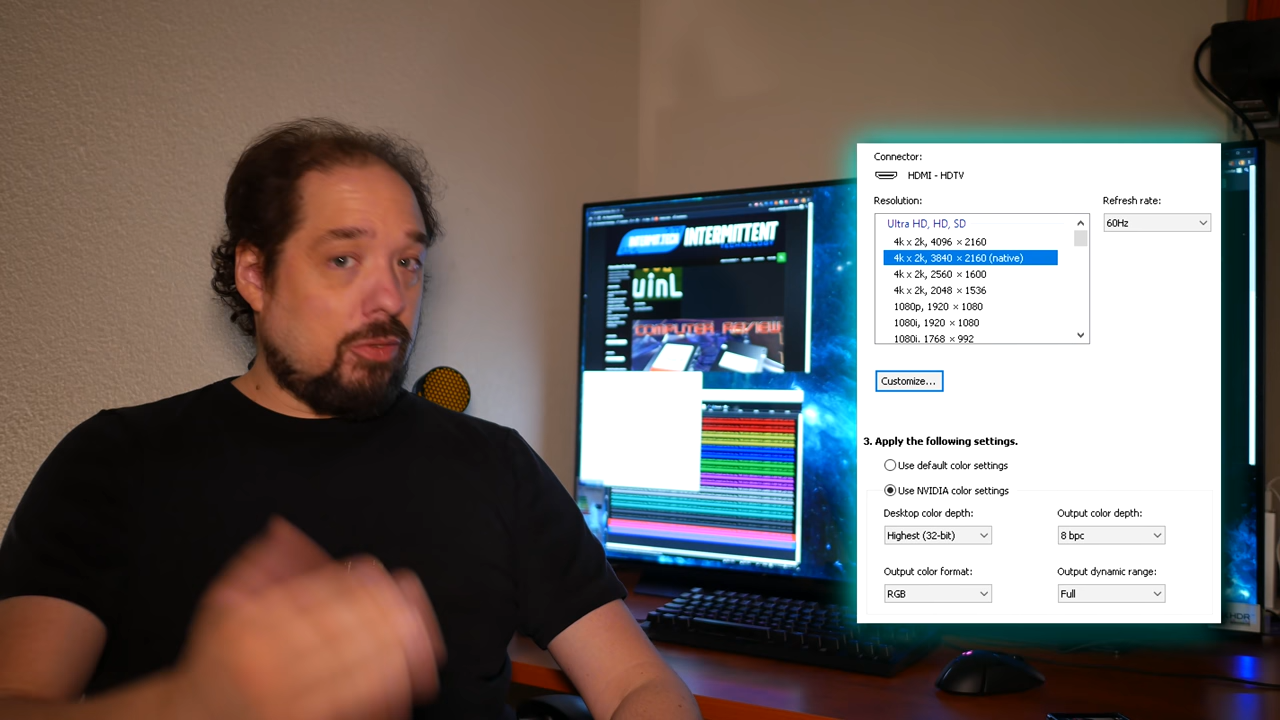 INTERMITTENT
TECHNOLOGY
uinL
COMPUTER REVIEW
Connector:
HDMI - HDTV
Resolution:
Refresh rate:
Ultra HD, HD, SD
60Hz
4k x 2k, 4096 × 2160
4k x 2k, 3840 × 2160 (native)
4k x 2k, 2560 × 1600
4k x 2k, 2048 × 1536
1080p, 1920 × 1080
1080i, 1920 × 1080
1080i, 1768 × 992
Customize...
3. Apply the following settings.
Use default color settings
Use NVIDIA color settings
Desktop color depth:
Output color depth:
Highest (32-bit)
8 bpc
Output color format:
Output dynamic range:
RGB
Full
HDR